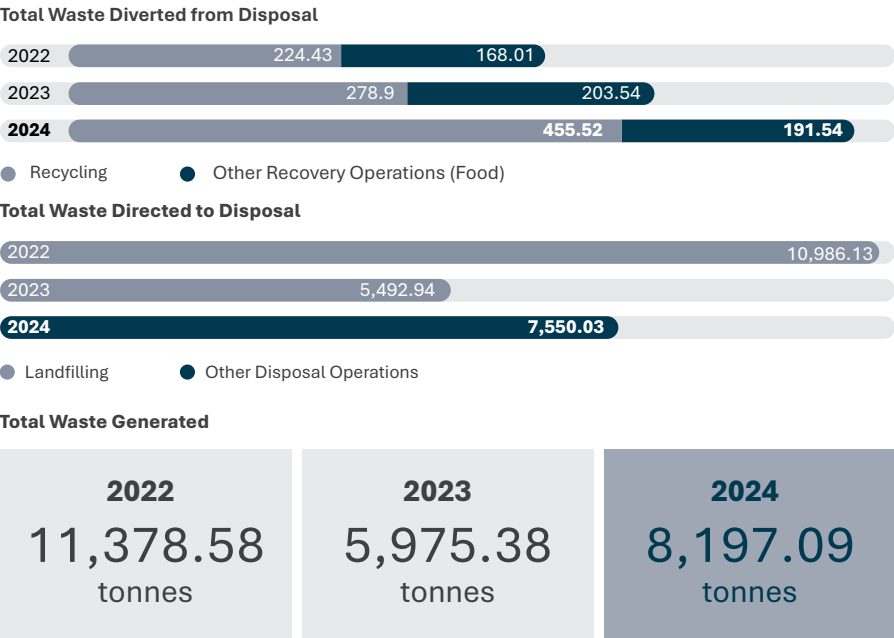 Total Waste Diverted from Disposal
2022 224.43 168.01
2023 278.9 203.54
2024 455.52 191.54
Recycling Other Recovery Operations (Food)
Total Waste Directed to Disposal
2022 10,986.13
2023 5,492.94
2024 7,550.03
Landfilling Other Disposal Operations
Total Waste Generated
2022 2023 2024
11,378.58 5,975.38 8,197.09
tonnes tonnes tonnes